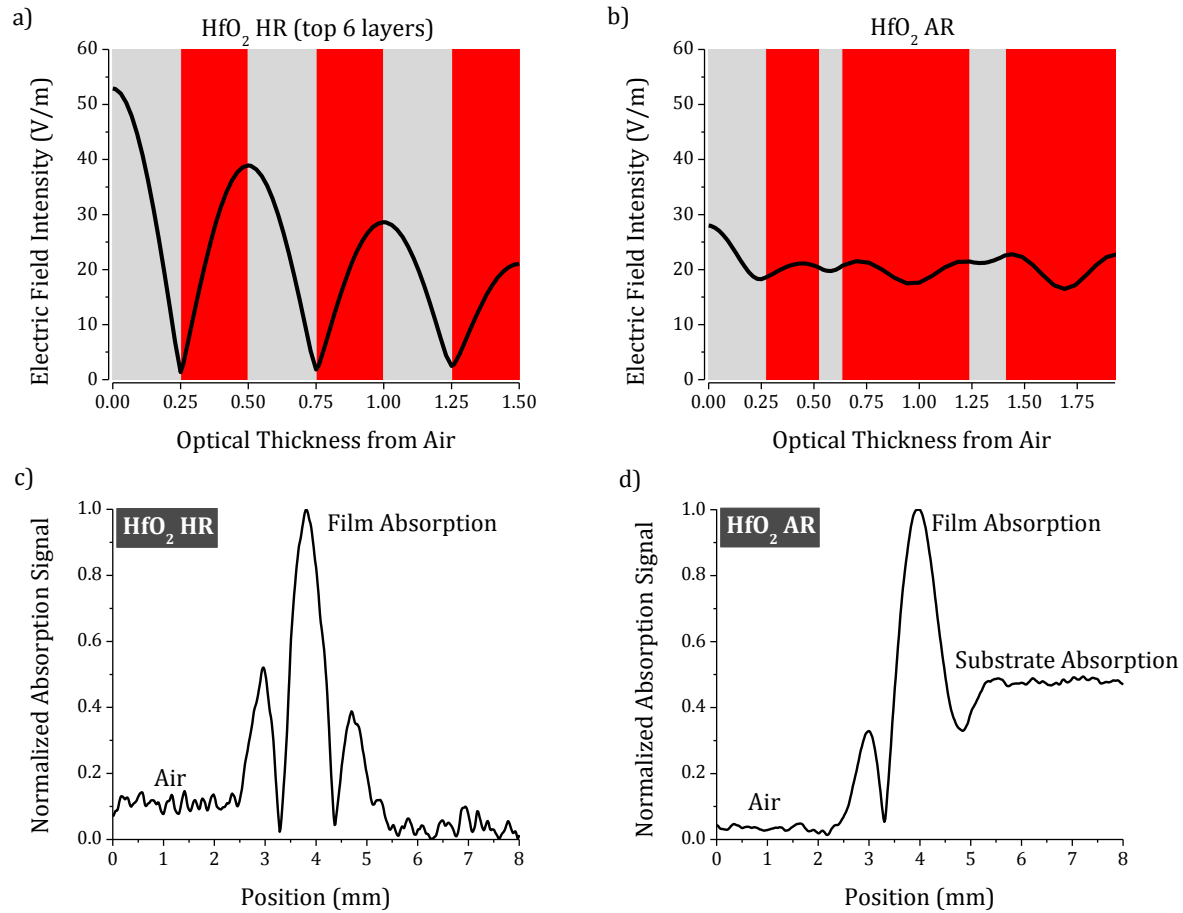 a)
HfO₂ HR (top 6 layers)
60
50
40
30
20
10
0
Electric Field Intensity (V/m)
0.00 0.25 0.50 0.75 1.00 1.25 1.50
Optical Thickness from Air
b)
HfO₂ AR
60
50
40
30
20
10
0
Electric Field Intensity (V/m)
0.00 0.25 0.50 0.75 1.00 1.25 1.50 1.75
Optical Thickness from Air
c)
HfO₂ HR
Film Absorption
Air
1.0
0.8
0.6
0.4
0.2
0.0
Normalized Absorption Signal
0 1 2 3 4 5 6 7 8
Position (mm)
d)
HfO₂ AR
Film Absorption
Substrate Absorption
Air
1.0
0.8
0.6
0.4
0.2
0.0
Normalized Absorption Signal
0 1 2 3 4 5 6 7 8
Position (mm)